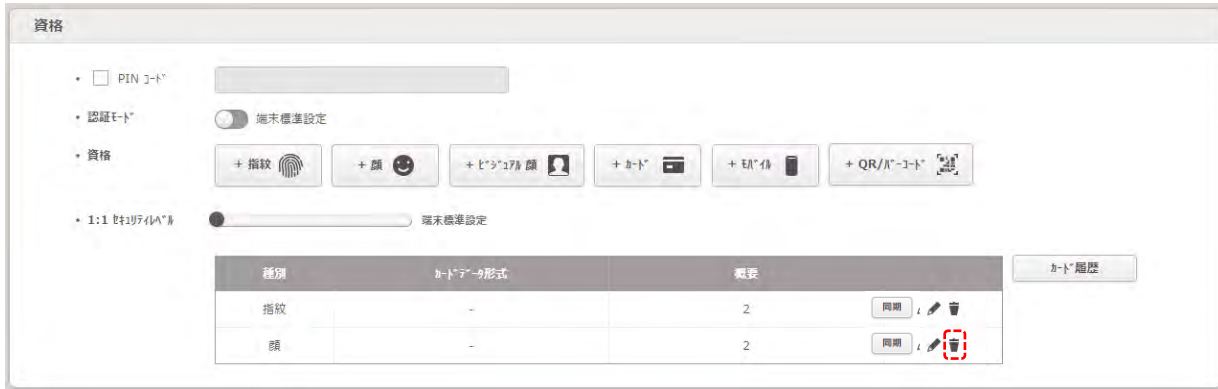 資格
• PIN コード
• 認証モード 端末標準設定
• 資格 + 指紋 + 顔 + ビジュアル 顔 + カード + モバイル + QR/バーコード
• 1:1 セキュリティレベル 端末標準設定
種別 カードデータ形式 概要 カード履歴
指紋 - 2 同期
顔 - 2 同期